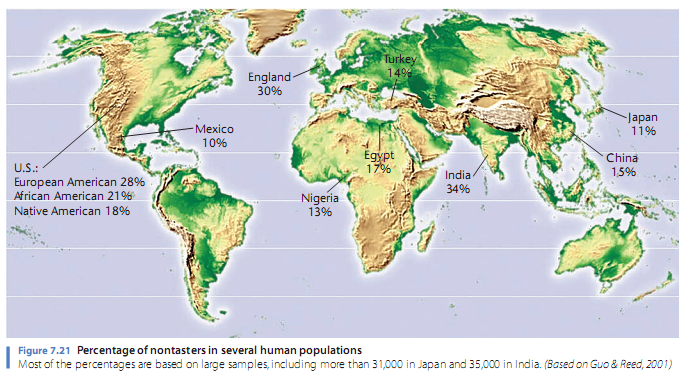 Turkey
14%
England
30%
Mexico
10%
Japan
11%
Egypt
17%
China
15%
U.S.:
European American 28%
African American 21%
Native American 18%
India
34%
Nigeria
13%
Figure 7.21 Percentage of nontasters in several human populations
Most of the percentages are based on large samples, including more than 31,000 in Japan and 35,000 in India. (Based on Guo & Reed, 2001)